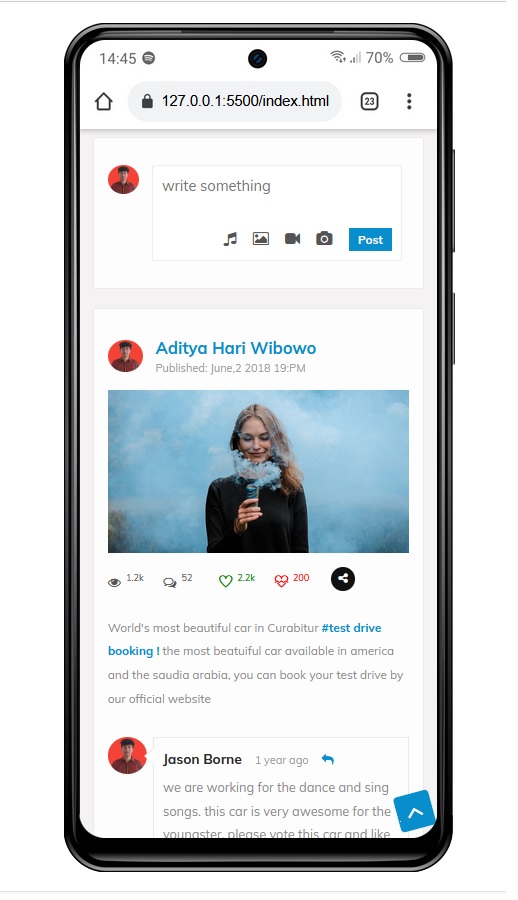 14:45 70%
127.0.0.1:5500/index.html 23
write something
Post
Aditya Hari Wibowo
Published: June,2 2018 19:PM
1.2k 52 2.2k 200
World's most beautiful car in Curabitur #test drive
booking ! the most beatuiful car available in america
and the saudia arabia, you can book your test drive by
our official website
Jason Borne 1 year ago
we are working for the dance and sing
songs. this car is very awesome for the
youngster. please vote this car and like